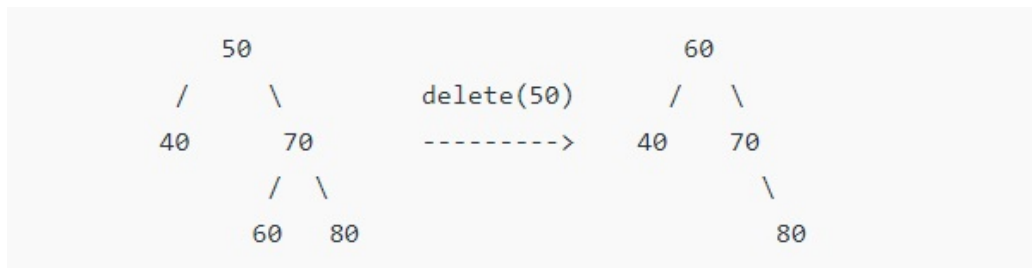 50 60
/ \ delete(50) / \
40 70 ---------> 40 70
/ \ \
60 80 80